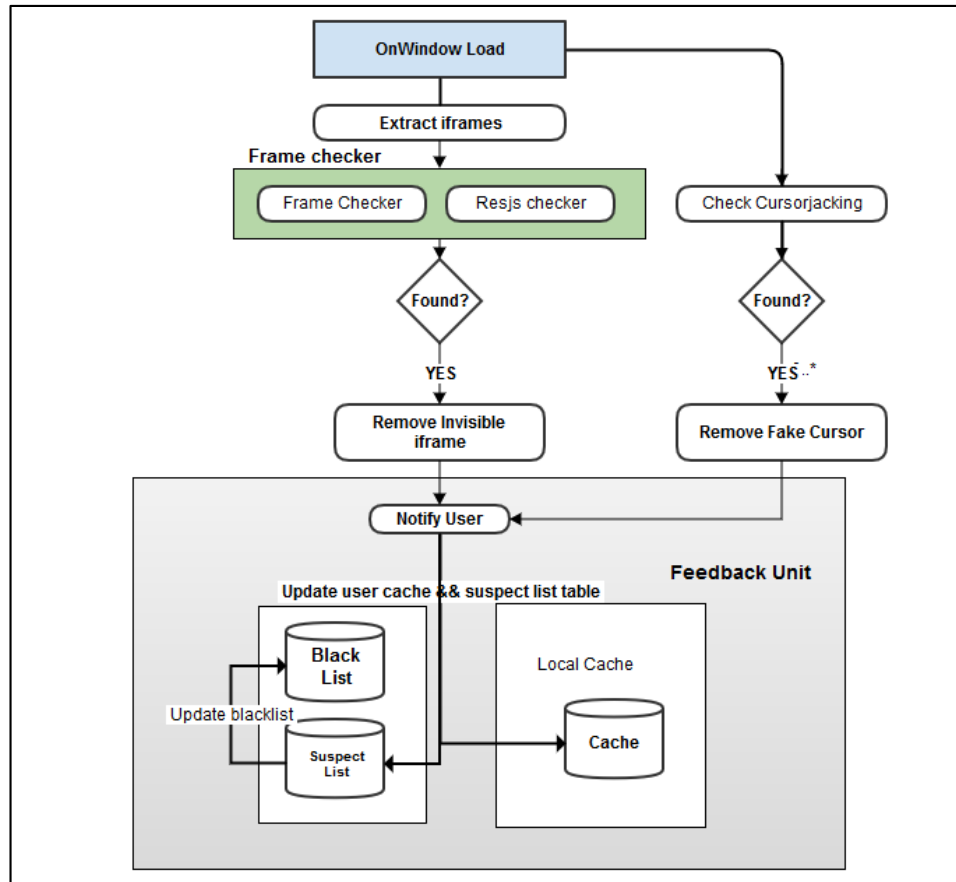 OnWindow Load
Extract iframes
Frame checker
Frame Checker
Resjs checker
Check Cursorjacking
Found?
Found?
YES
YES
Remove Invisible
iframe
Remove Fake Cursor
Notify User
Feedback Unit
Update user cache && suspect list table
Black
List
Local Cache
Update blacklist
Suspect
List
Cache